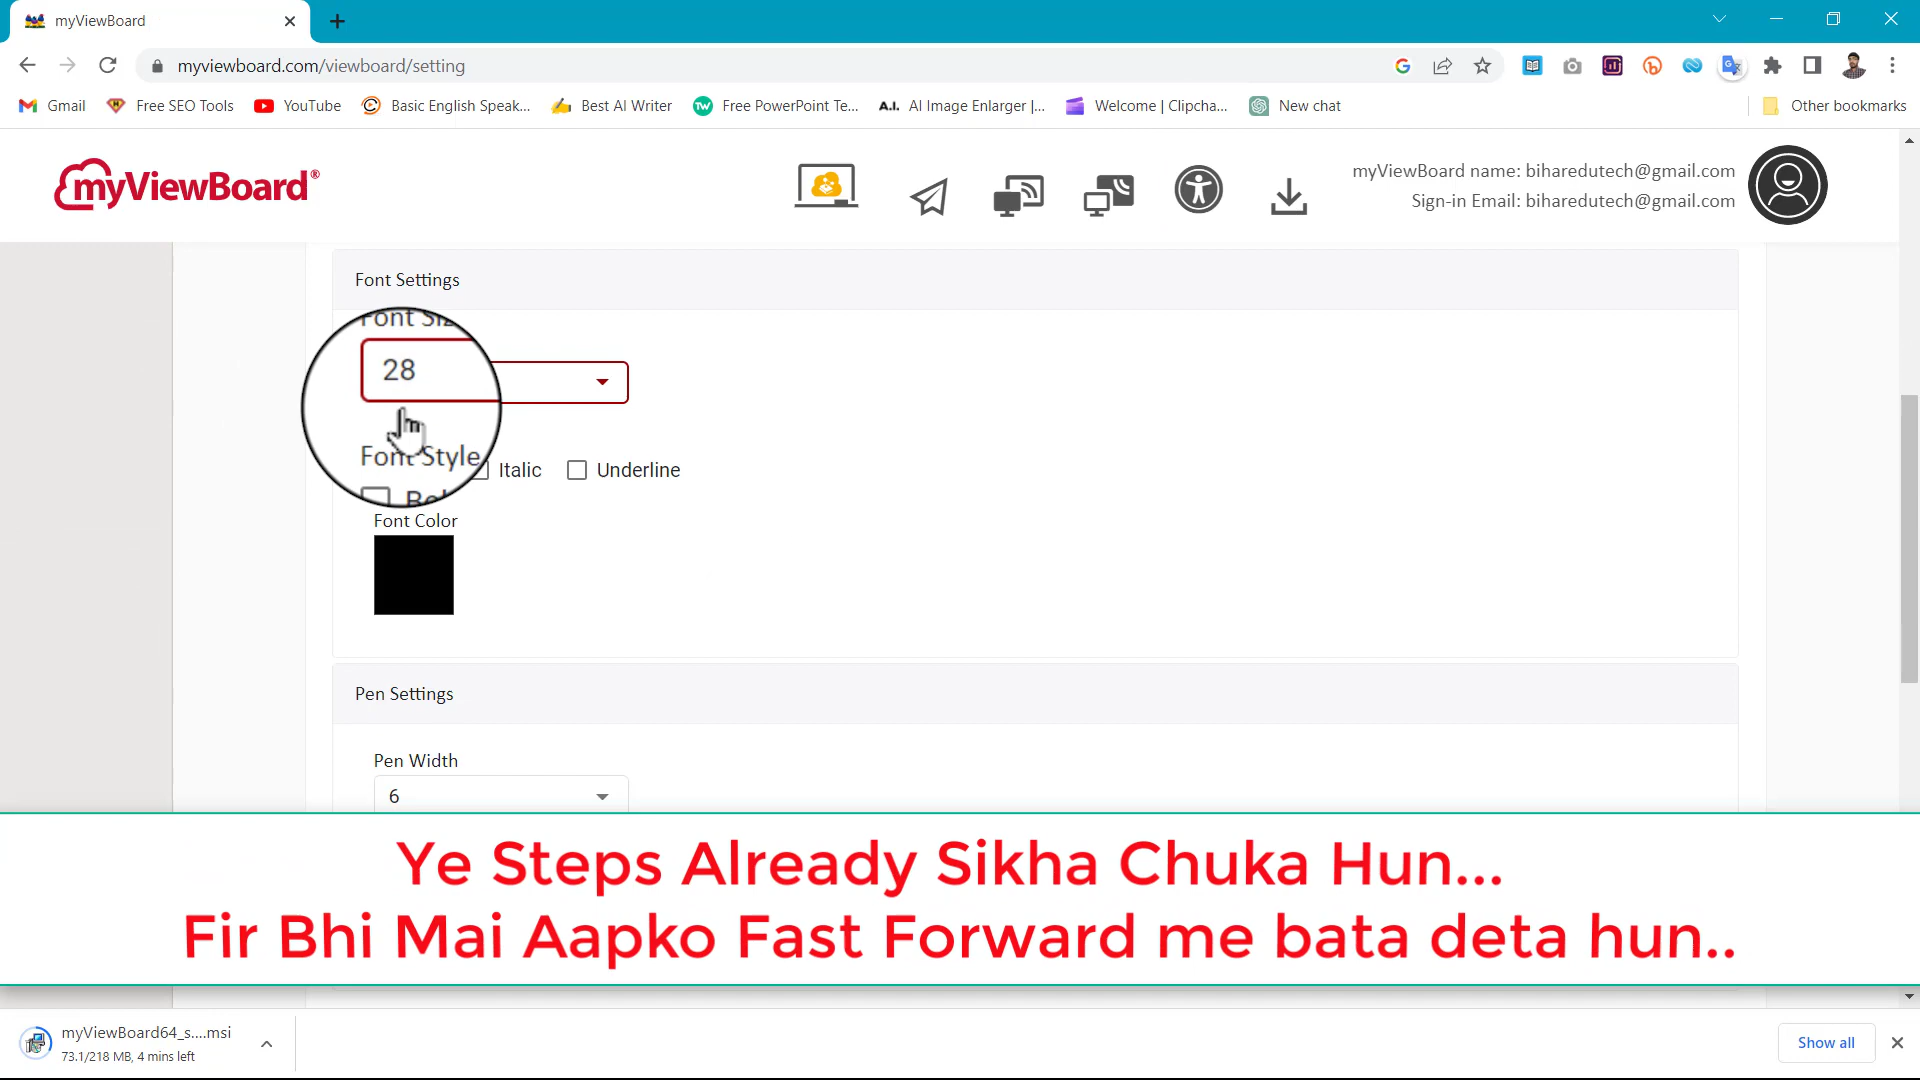 myViewBoard
myviewboard.com/viewboard/setting
Gmail
Free SEO Tools
YouTube
Basic English Speak...
Best AI Writer
Free PowerPoint Te...
A.I. AI Image Enlarger |...
Welcome | Clipcha...
New chat
Other bookmarks
myViewBoard®
myViewBoard name: biharedutech@gmail.com
Sign-in Email: biharedutech@gmail.com
Font Settings
Font Siz
28
Font Style
Bol
Italic
Underline
Font Color
Pen Settings
Pen Width
6
Ye Steps Already Sikha Chuka Hun...
Fir Bhi Mai Aapko Fast Forward me bata deta hun..
myViewBoard64_s....msi
73.1/218 MB, 4 mins left
Show all